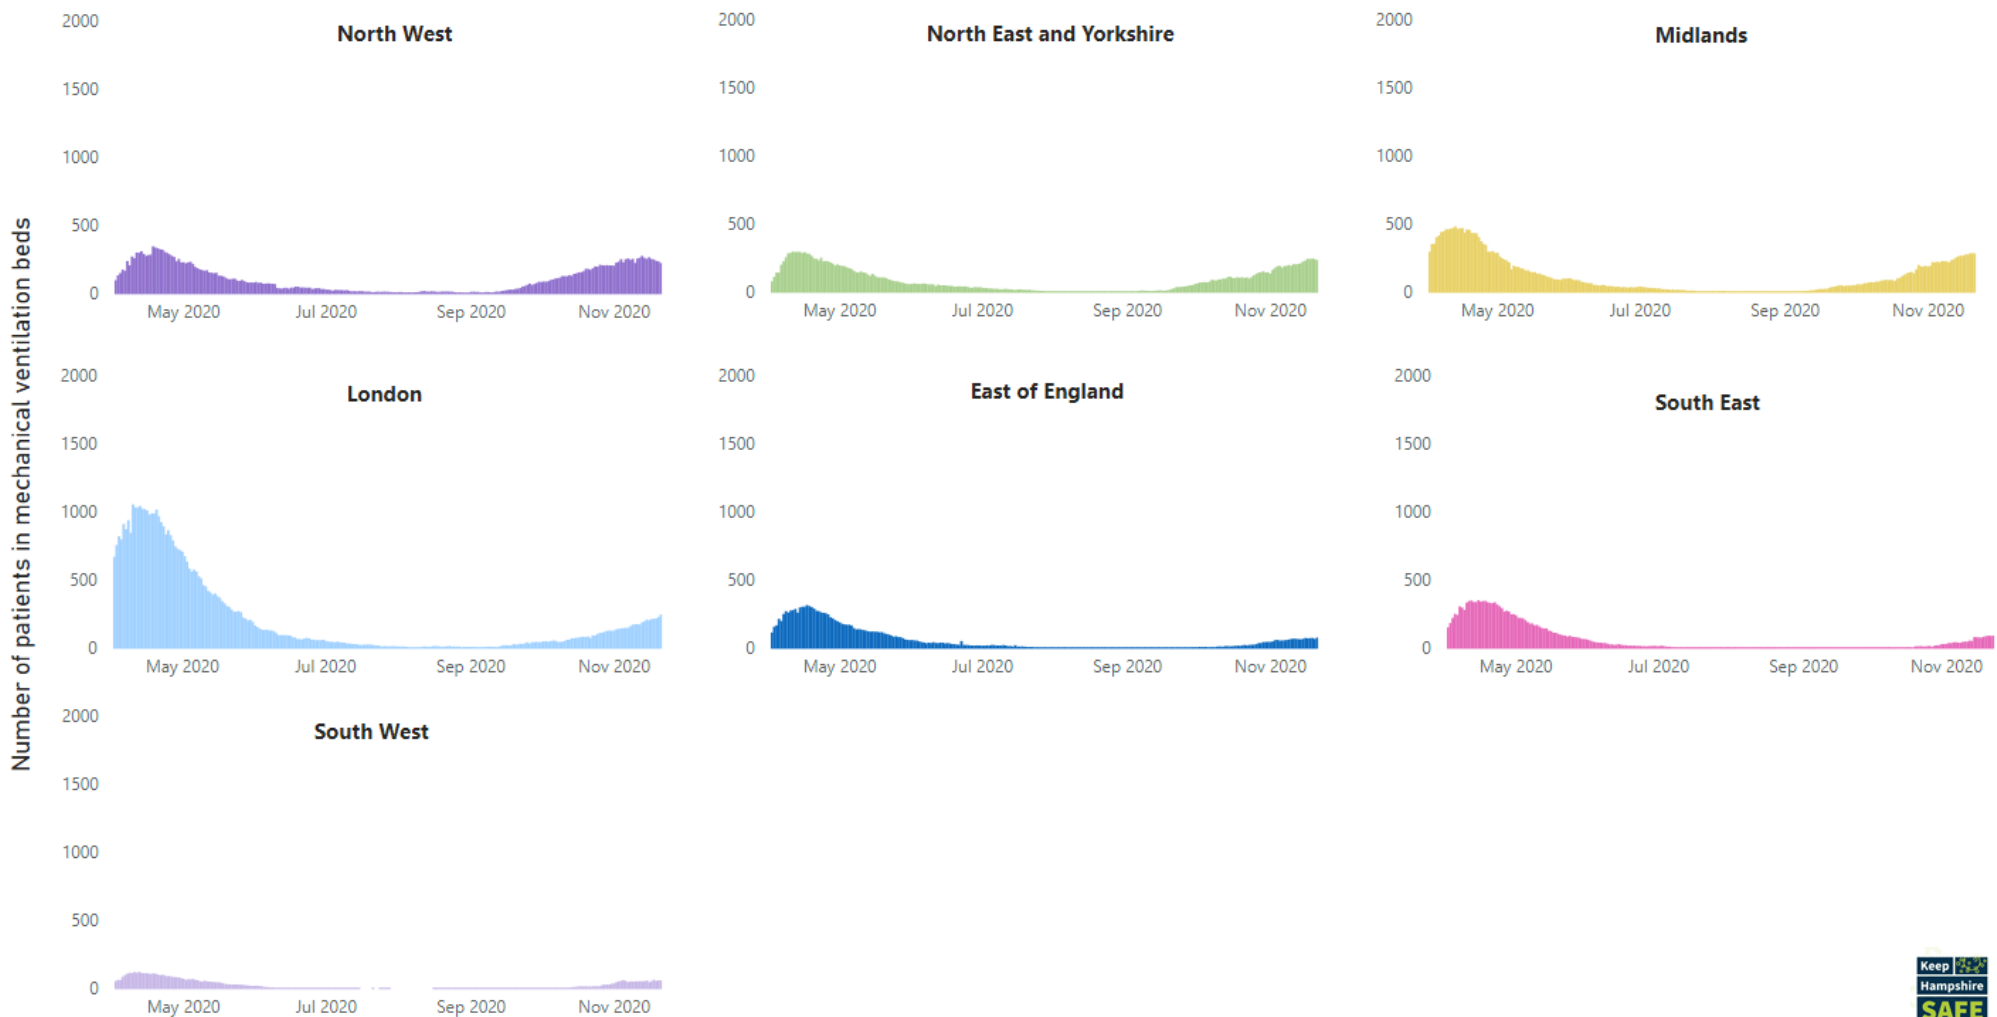 Number of patients in mechanical ventilation beds
North West
2000
1500
1000
500
0
May 2020 Jul 2020 Sep 2020 Nov 2020
North East and Yorkshire
2000
1500
1000
500
0
May 2020 Jul 2020 Sep 2020 Nov 2020
Midlands
2000
1500
1000
500
0
May 2020 Jul 2020 Sep 2020 Nov 2020
London
2000
1500
1000
500
0
May 2020 Jul 2020 Sep 2020 Nov 2020
East of England
2000
1500
1000
500
0
May 2020 Jul 2020 Sep 2020 Nov 2020
South East
2000
1500
1000
500
0
May 2020 Jul 2020 Sep 2020 Nov 2020
South West
2000
1500
1000
500
0
May 2020 Jul 2020 Sep 2020 Nov 2020
Keep
Hampshire
SAFE